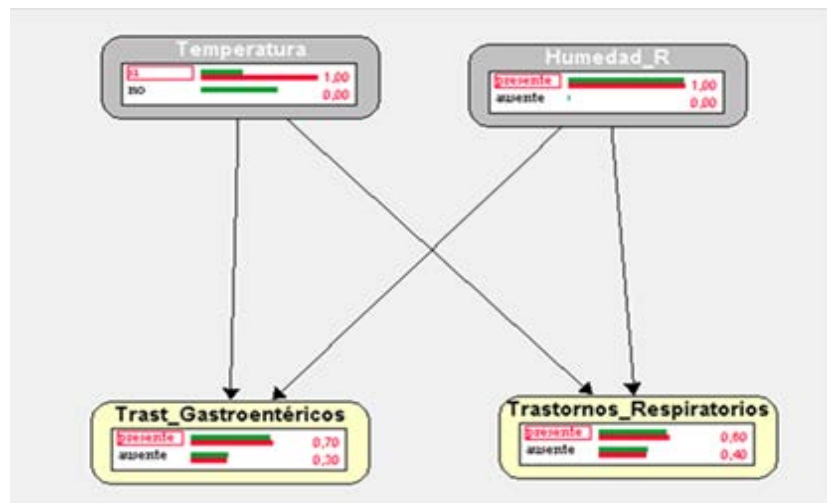 Temperatura
si 1,00
no 0,00
Humedad_R
presente 1,00
ausente 0,00
Trast_Gastroentéricos
presente 0,70
ausente 0,30
Trastornos_Respiratorios
presente 0,60
ausente 0,40